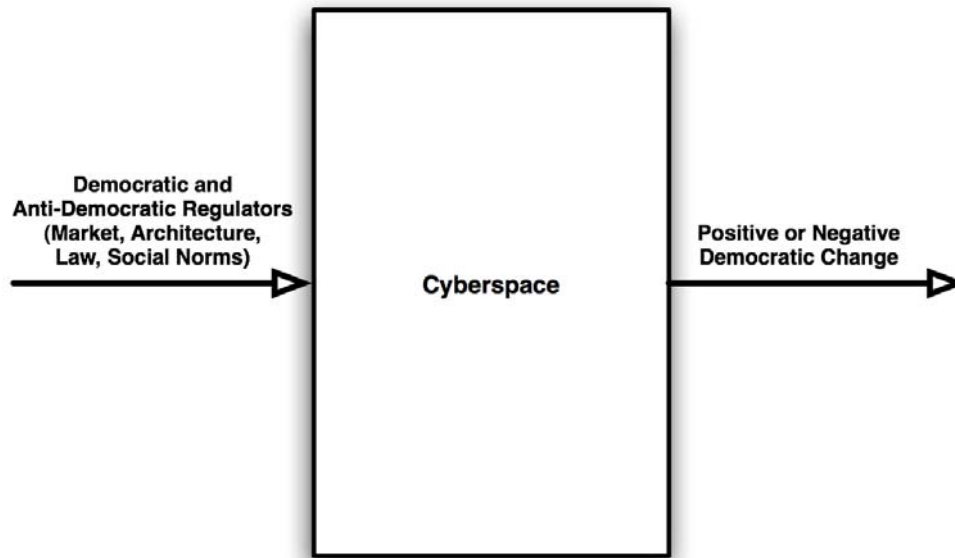 Democratic and
Anti-Democratic Regulators
(Market, Architecture,
Law, Social Norms)
Cyberspace
Positive or Negative
Democratic Change